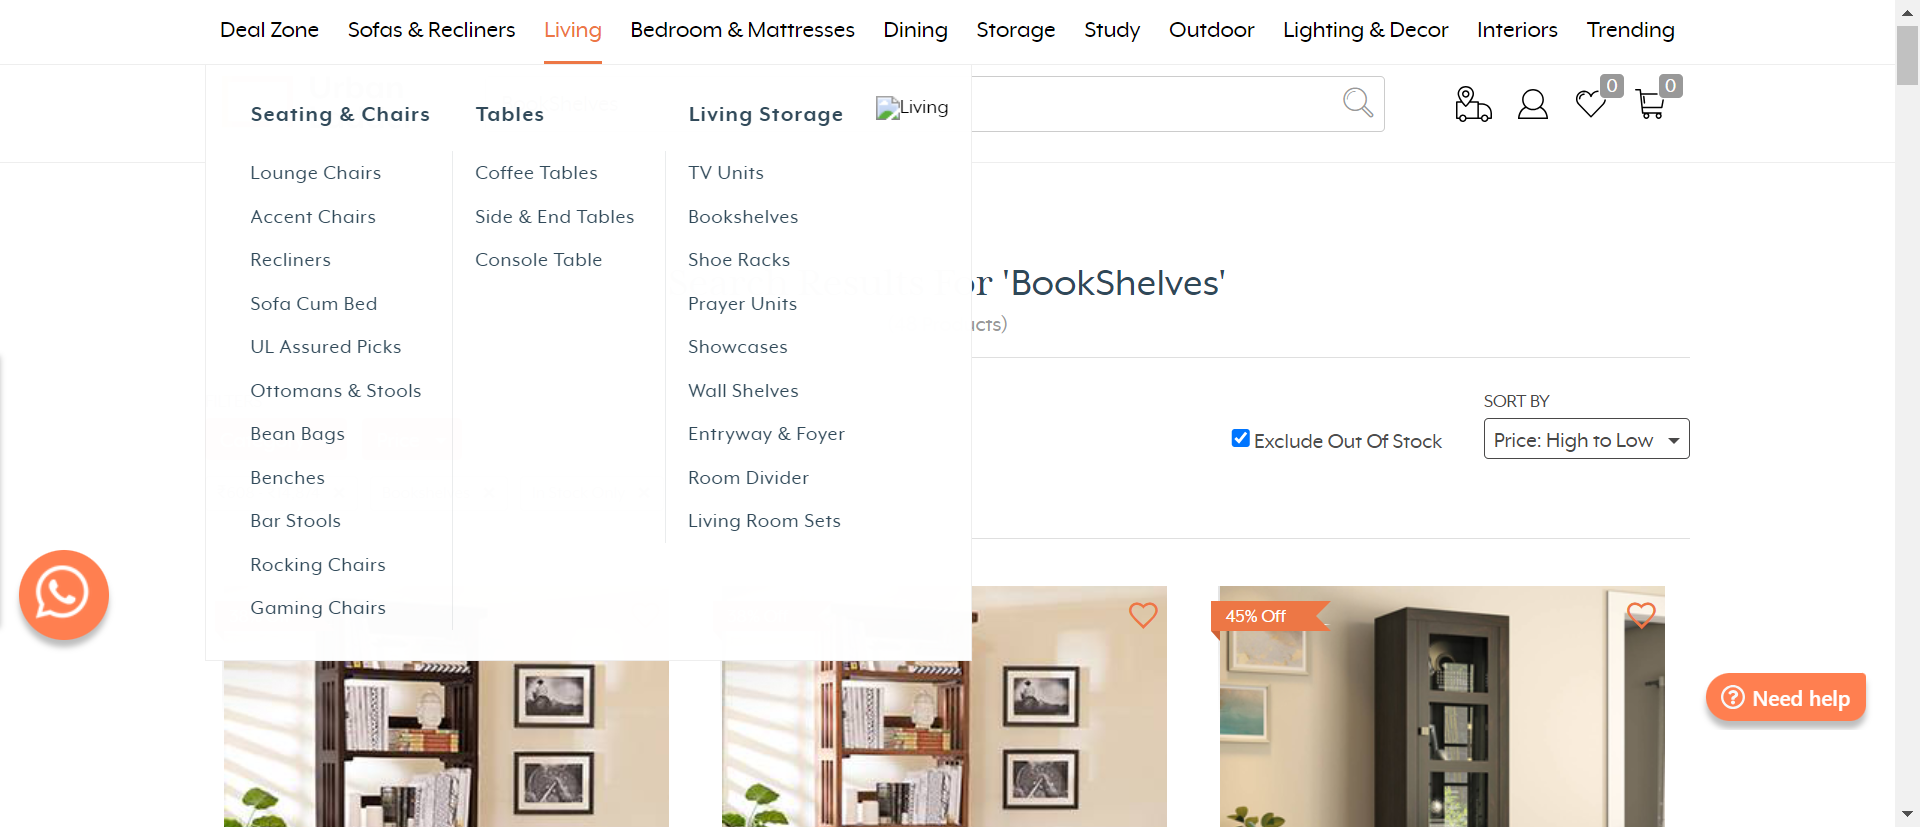 Deal Zone Sofas & Recliners Living Bedroom & Mattresses Dining Storage Study Outdoor Lighting & Decor Interiors Trending
Seating & Chairs
Lounge Chairs
Accent Chairs
Recliners
Sofa Cum Bed
UL Assured Picks
Ottomans & Stools
Bean Bags
Benches
Bar Stools
Rocking Chairs
Gaming Chairs
Tables
Coffee Tables
Side & End Tables
Console Table
Living Storage
TV Units
Bookshelves
Shoe Racks
Prayer Units
Showcases
Wall Shelves
Entryway & Foyer
Room Divider
Living Room Sets
Living
0 0
'BookShelves'
SORT BY
Exclude Out Of Stock Price: High to Low
45% Off
Need help